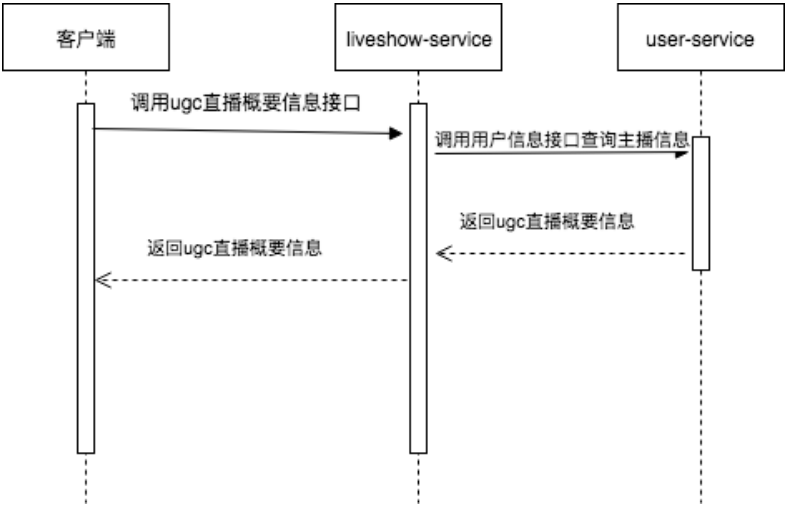 客户端
liveshow-service
user-service
调用ugc直播概要信息接口
调用用户信息接口查询主播信息
返回ugc直播概要信息
返回ugc直播概要信息